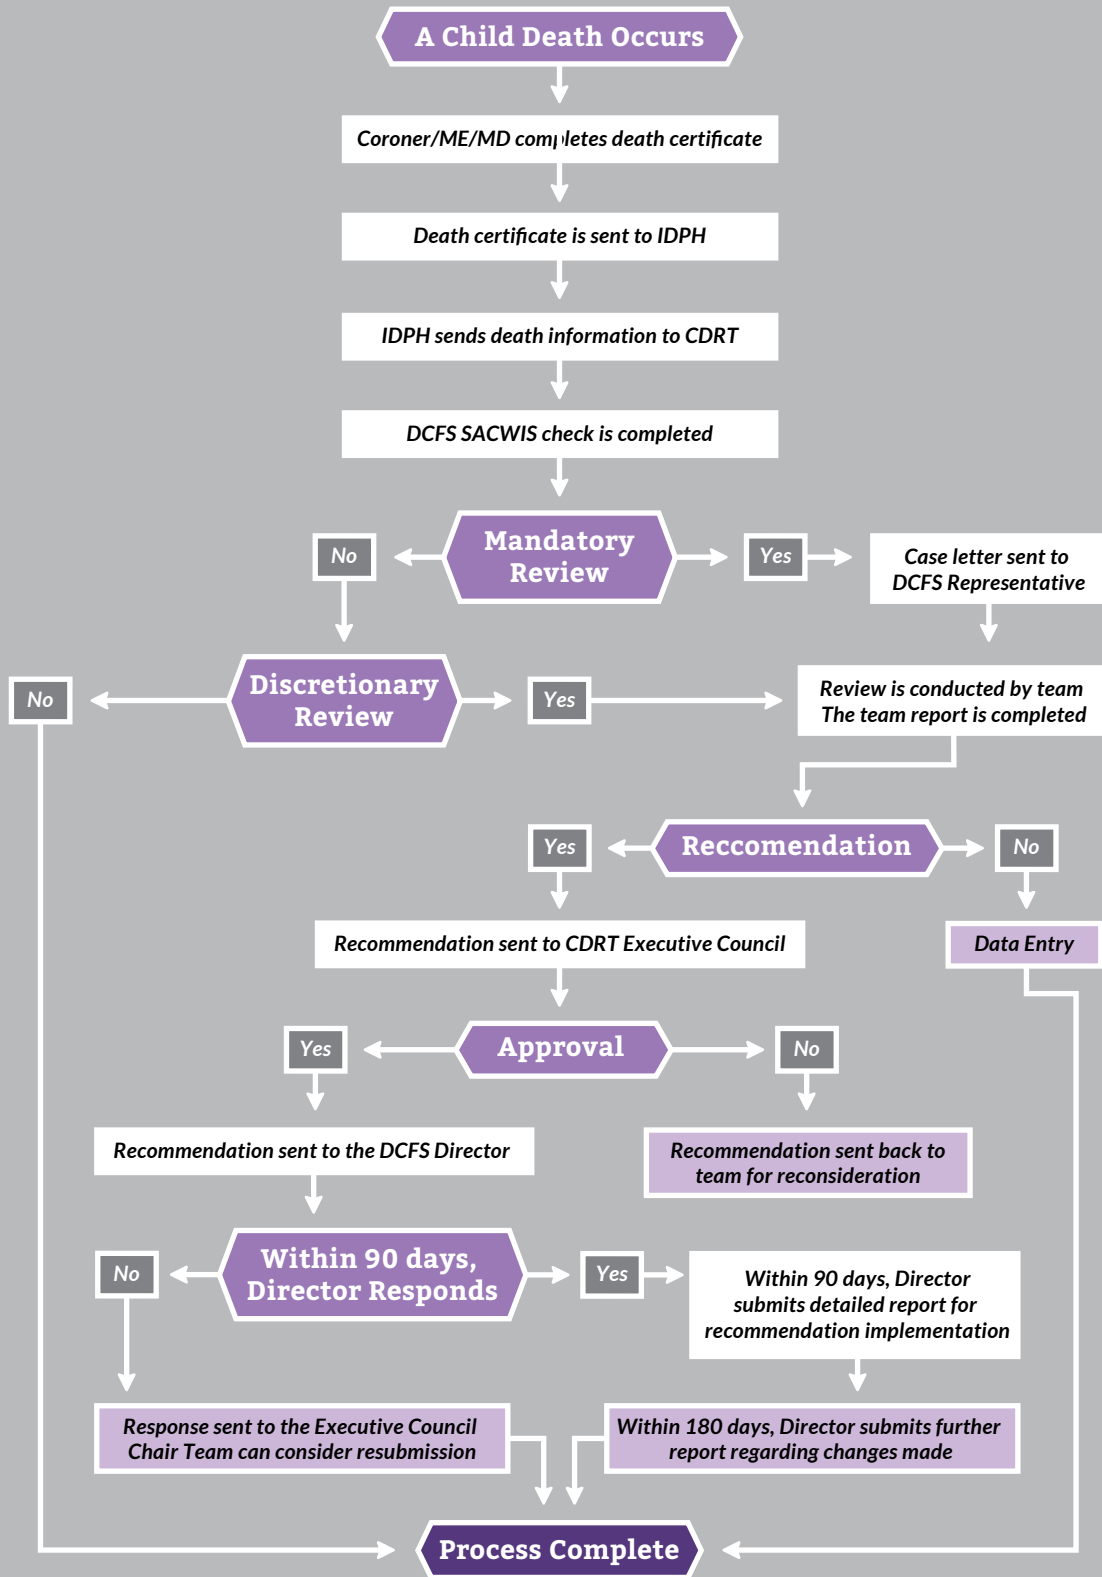 A Child Death Occurs
Coroner/ME/MD completes death certificate
Death certificate is sent to IDPH
IDPH sends death information to CDRT
DCFS SACWIS check is completed
No
Mandatory
Review
Yes
Case letter sent to
DCFS Representative
No
Discretionary
Review
Yes
Review is conducted by team
The team report is completed
Yes
Reccomendation
No
Recommendation sent to CDRT Executive Council
Data Entry
Yes
Approval
No
Recommendation sent to the DCFS Director
Recommendation sent back to
team for reconsideration
No
Within 90 days,
Director Responds
Yes
Within 90 days, Director
submits detailed report for
recommendation implementation
Response sent to the Executive Council
Chair Team can consider resubmission
Within 180 days, Director submits further
report regarding changes made
Process Complete